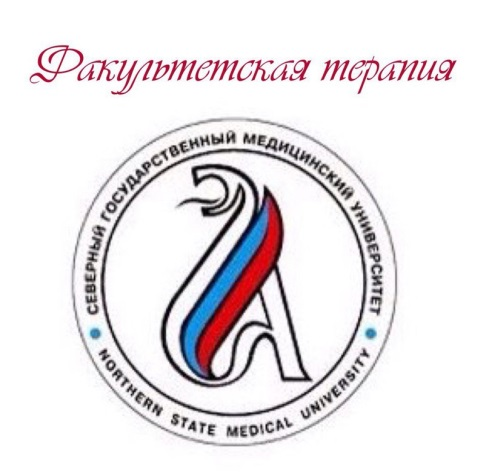 Факультетская терапия
СЕВЕРНЫЙ ГОСУДАРСТВЕННЫЙ МЕДИЦИНСКИЙ УНИВЕРСИТЕТ
NORTHERN STATE MEDICAL UNIVERSITY